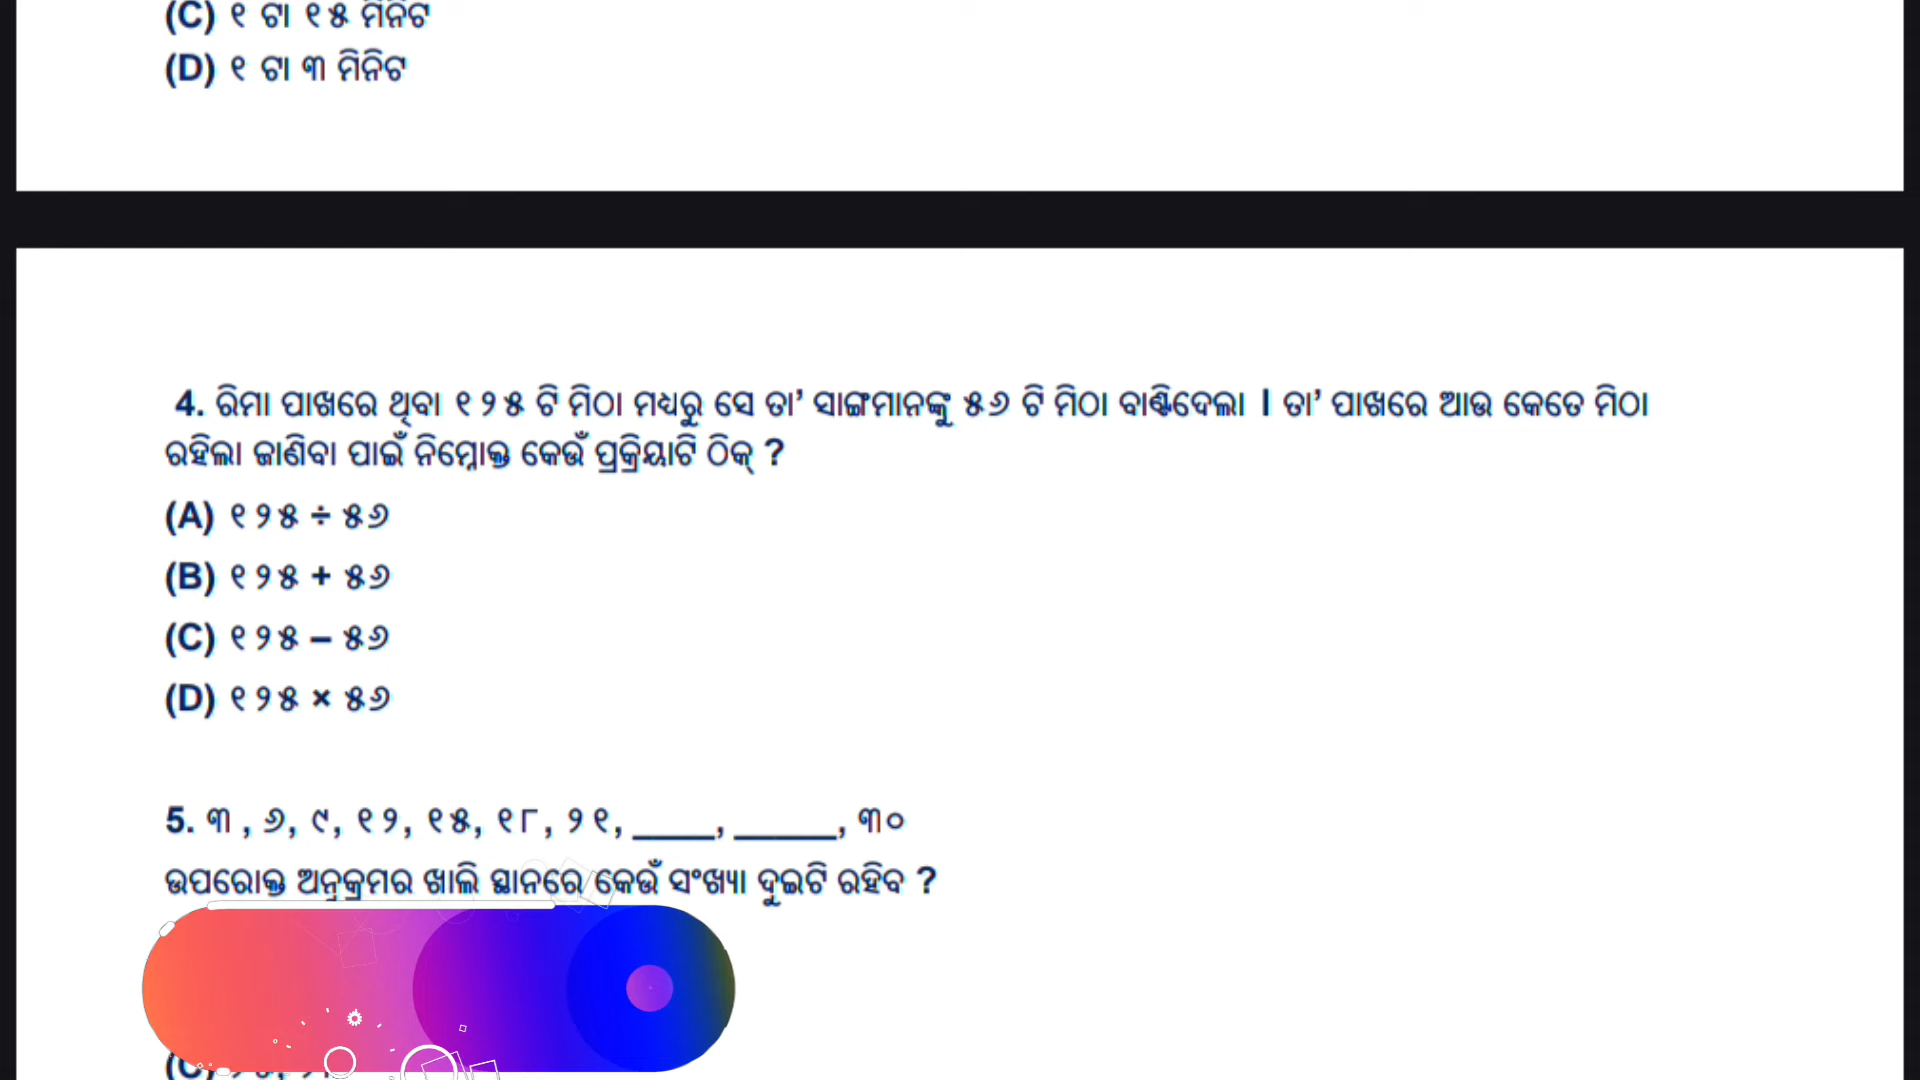 (C) ୧ ଟା ୧୫ ମିନିଟ
(D) ୧ ଟା ୩ ମିନିଟ
4. ରିମା ପାଖରେ ଥିବା ୧୨୫ ଟି ମିଠା ମଧ୍ଯରୁ ସେ ତା’ ସାଙ୍ଗମାନଙ୍କୁ ୫୬ ଟି ମିଠା ବାଣ୍ଟିଦେଲା । ତା’ ପାଖରେ ଆଉ କେତେ ମିଠା
ରହିଲା ଜାଣିବା ପାଇଁ ନିମ୍ନୋକ୍ତ କେଉଁ ପ୍ରକ୍ରିୟାଟି ଠିକ୍ ?
(A) ୧୨୫ ÷ ୫୬
(B) ୧୨୫ + ୫୬
(C) ୧୨୫ – ୫୬
(D) ୧୨୫ × ୫୬
5. ୩ , ୬, ୯, ୧୨, ୧୫, ୧୮, ୨୧, ____, _____, ୩୦
ଉପରୋକ୍ତ ଅନୁକ୍ରମର ଖାଲି ସ୍ଥାନରେ କେଉଁ ସଂଖ୍ୟା ଦୁଇଟି ରହିବ ?